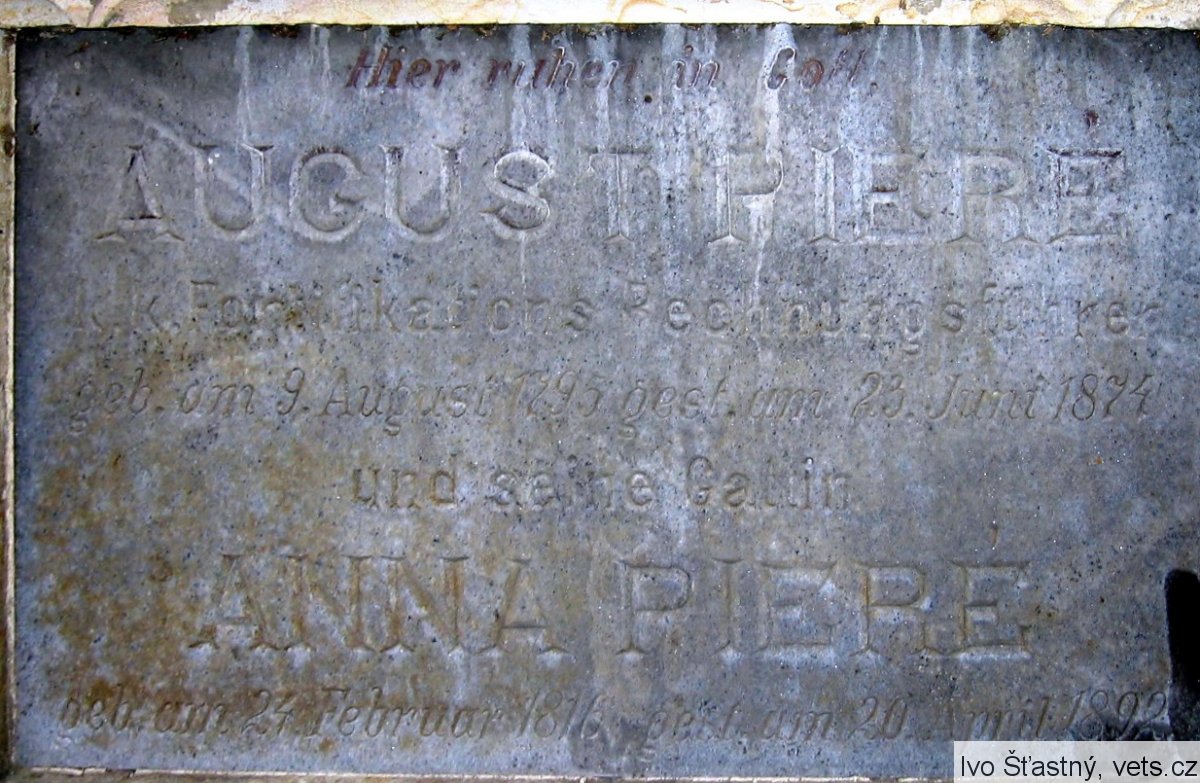 Hier ruhen in Gott.
AUGUST PIERE
k.k. Fortifikations Rechnungsführer
geb. am 9. August 1795 gest. am 23. Juni 1874
und seine Gattin
ANNA PIERE
geb. am 24. Februar 1816 gest. am 20. April 1892
Ivo Šťastný, vets.cz